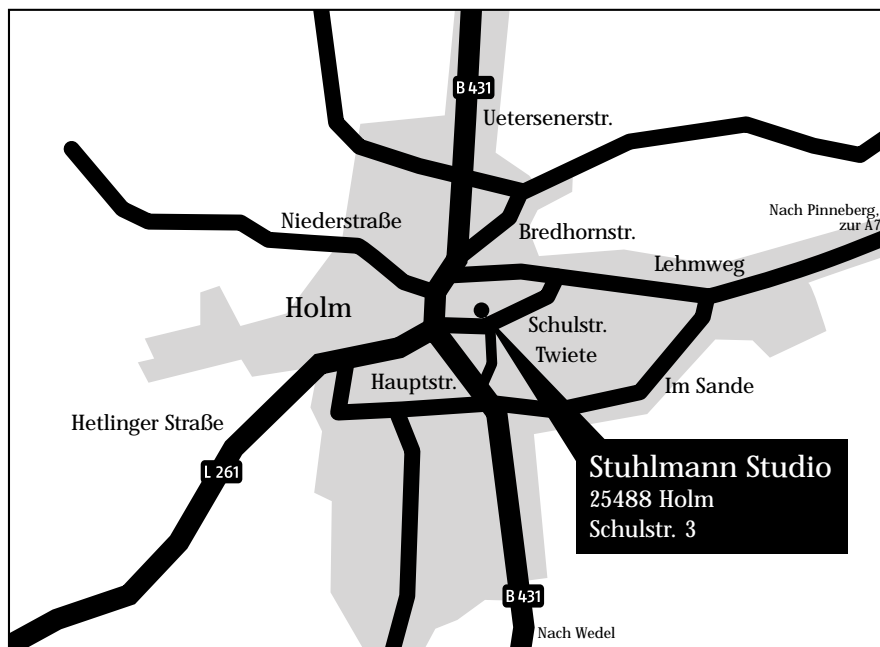 B 431
Uetersenerstr.
Nach Pinneberg,
zur A7
Niederstraße
Bredhornstr.
Lehmweg
Holm
Schulstr.
Twiete
Hauptstr.
Im Sande
Hetlinger Straße
L 261
Stuhlmann Studio
25488 Holm
Schulstr. 3
B 431
Nach Wedel